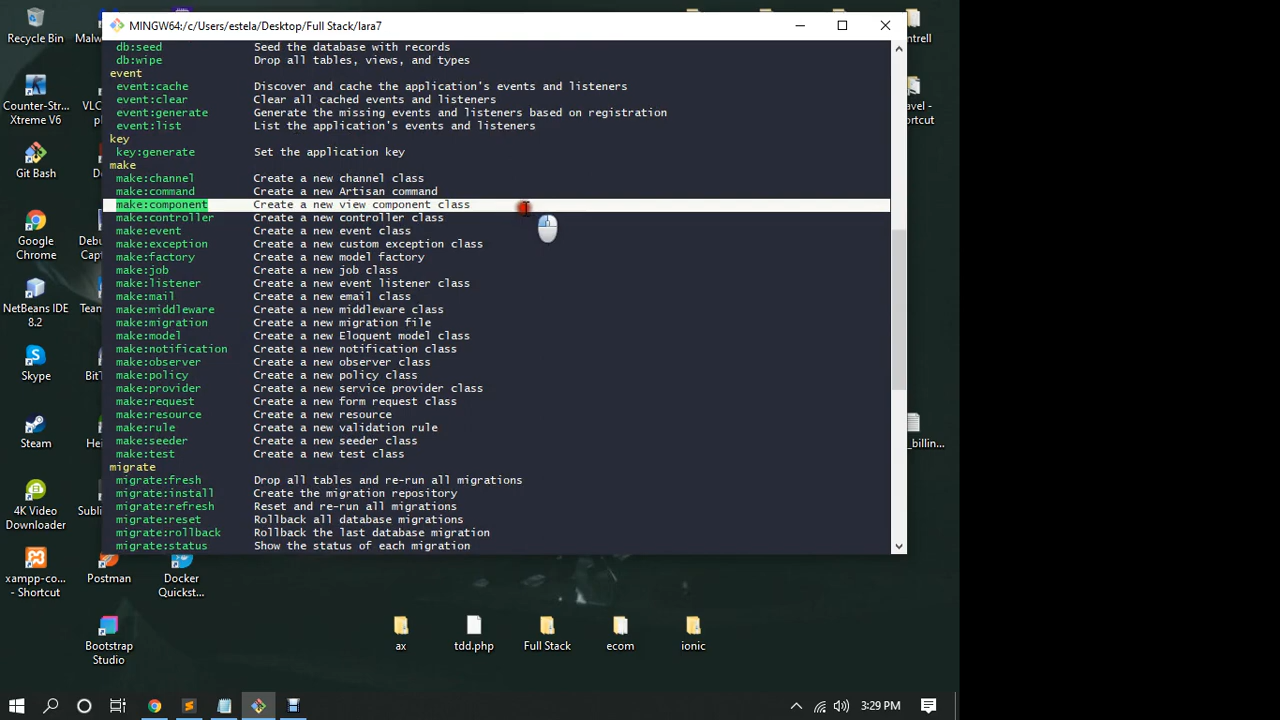 MINGW64:/c/Users/estela/Desktop/Full Stack/lara7
db:seed Seed the database with records
db:wipe Drop all tables, views, and types
event
event:cache Discover and cache the application's events and listeners
event:clear Clear all cached events and listeners
event:generate Generate the missing events and listeners based on registration
event:list List the application's events and listeners
key
key:generate Set the application key
make
make:channel Create a new channel class
make:command Create a new Artisan command
make:component Create a new view component class
make:controller Create a new controller class
make:event Create a new event class
make:exception Create a new custom exception class
make:factory Create a new model factory
make:job Create a new job class
make:listener Create a new event listener class
make:mail Create a new email class
make:middleware Create a new middleware class
make:migration Create a new migration file
make:model Create a new Eloquent model class
make:notification Create a new notification class
make:observer Create a new observer class
make:policy Create a new policy class
make:provider Create a new service provider class
make:request Create a new form request class
make:resource Create a new resource
make:rule Create a new validation rule
make:seeder Create a new seeder class
make:test Create a new test class
migrate
migrate:fresh Drop all tables and re-run all migrations
migrate:install Create the migration repository
migrate:refresh Reset and re-run all migrations
migrate:reset Rollback all database migrations
migrate:rollback Rollback the last database migration
migrate:status Show the status of each migration
Recycle Bin
Counter-Str...
Xtreme V6
Git Bash
Google
Chrome
NetBeans IDE
8.2
Skype
Steam
4K Video
Downloader
xampp-co...
- Shortcut
Postman
Docker
Quickst...
Bootstrap
Studio
ax
tdd.php
Full Stack
ecom
ionic
3:29 PM